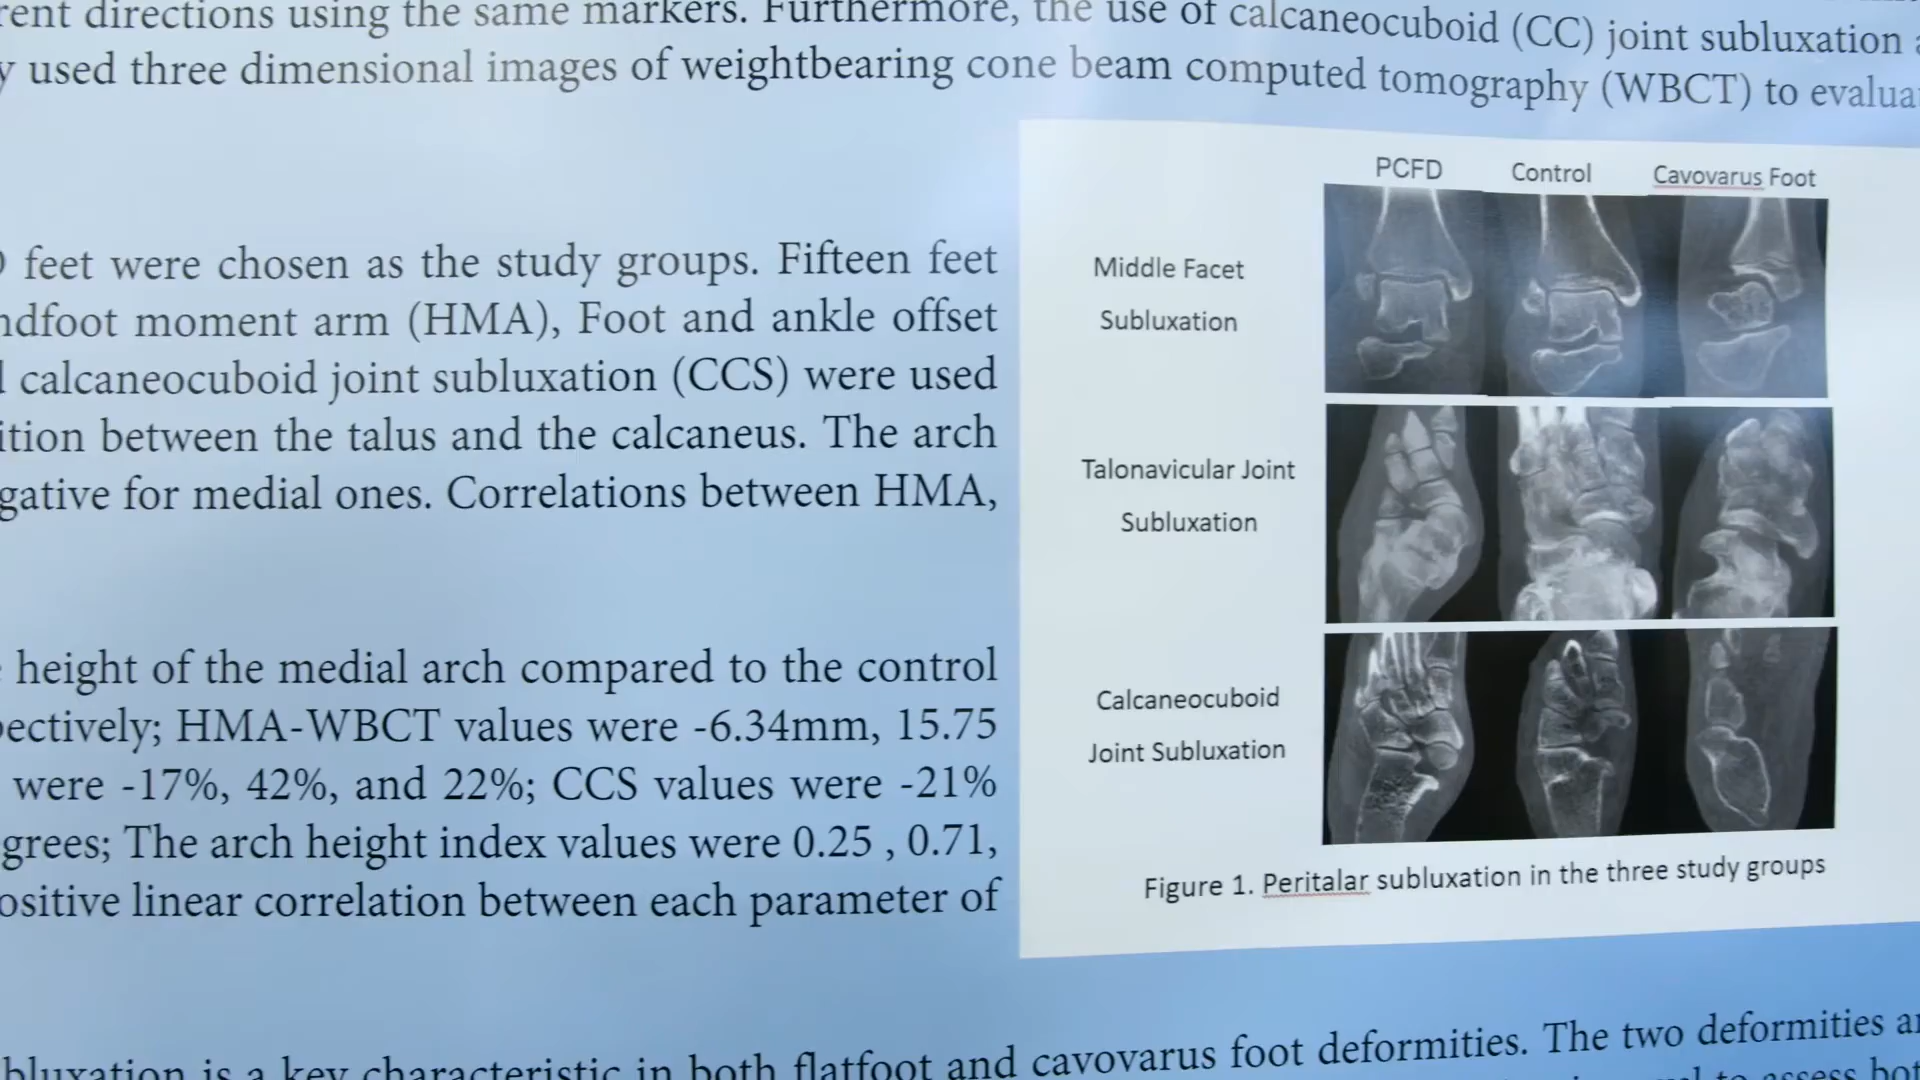 rent directions using the same markers. Furthermore, the use of calcaneocuboid (CC) joint subluxation
y used three dimensional images of weightbearing cone beam computed tomography (WBCT) to evalua
feet were chosen as the study groups. Fifteen feet
ndfoot moment arm (HMA), Foot and ankle offset
calcaneocuboid joint subluxation (CCS) were used
ition between the talus and the calcaneus. The arch
gative for medial ones. Correlations between HMA,
height of the medial arch compared to the control
pectively; HMA-WBCT values were -6.34mm, 15.75
were -17%, 42%, and 22%; CCS values were -21%
grees; The arch height index values were 0.25 , 0.71,
ositive linear correlation between each parameter of
PCFD Control Cavovarus Foot
Middle Facet
Subluxation
Talonavicular Joint
Subluxation
Calcaneocuboid
Joint Subluxation
Figure 1. Peritalar subluxation in the three study groups
bluxation is a key characteristic in both flatfoot and cavovarus foot deformities. The two deformities ar
to assess bot